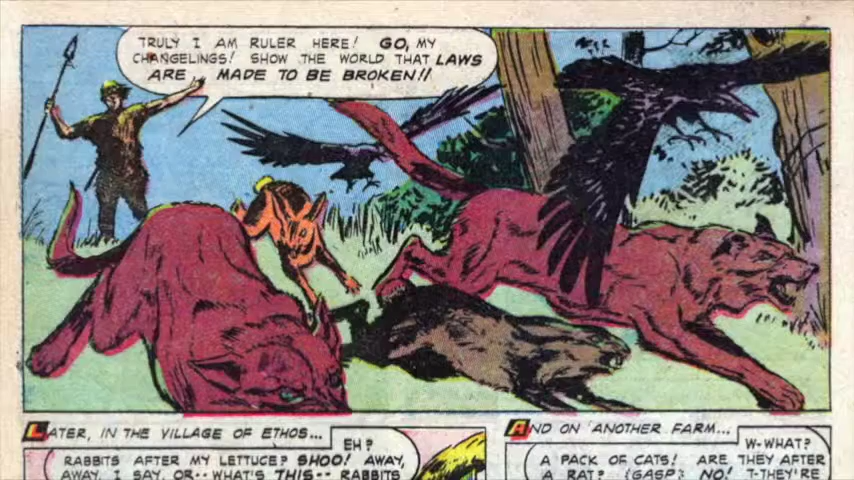 TRULY I AM RULER HERE! GO, MY
CHANGELINGS! SHOW THE WORLD THAT LAWS
ARE MADE TO BE BROKEN!!
LATER, IN THE VILLAGE OF ETHOS...
EH?
RABBITS AFTER MY LETTUCE? SHOO! AWAY,
AWAY, I SAY, OR-- WHAT'S THIS-- RABBITS
AND ON ANOTHER FARM...
W-WHAT?
A PACK OF CATS! ARE THEY AFTER
A RAT? (GASP) NO! T-THEY'RE